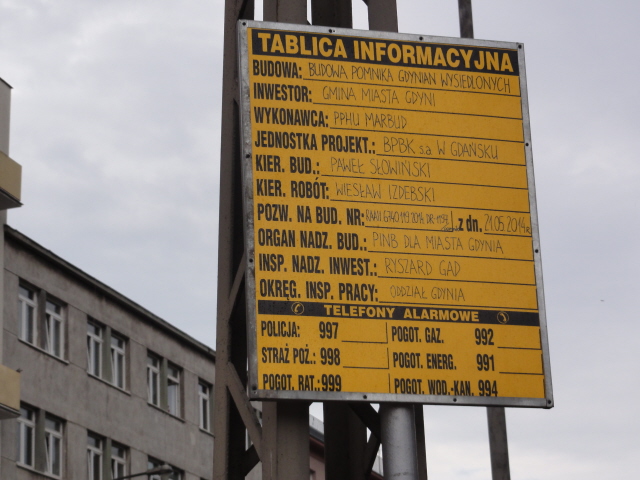 TABLICA INFORMACYJNA
BUDOWA: BUDOWA POMNIKA GDYNIAN WYSIEDLONYCH
INWESTOR: GMINA MIASTA GDYNI
WYKONAWCA: PPHU MARBUD
JEDNOSTKA PROJEKT.: BPBK s.a W GDAŃSKU
KIER. BUD.: PAWEŁ SŁOWIŃSKI
KIER. ROBÓT: WIESŁAW IZDEBSKI
POZW. NA BUD. NR: z dn. 21.05.2014r.
ORGAN NADZ. BUD.: PINB DLA MIASTA GDYNIA
INSP. NADZ. INWEST.: RYSZARD GAD
OKRĘG. INSP. PRACY: ODDZIAŁ GDYNIA
TELEFONY ALARMOWE
POLICJA: 997 POGOT. GAZ. 992
STRAŻ POŻ.: 998 POGOT. ENERG. 991
POGOT. RAT.: 999 POGOT. WOD.-KAN. 994